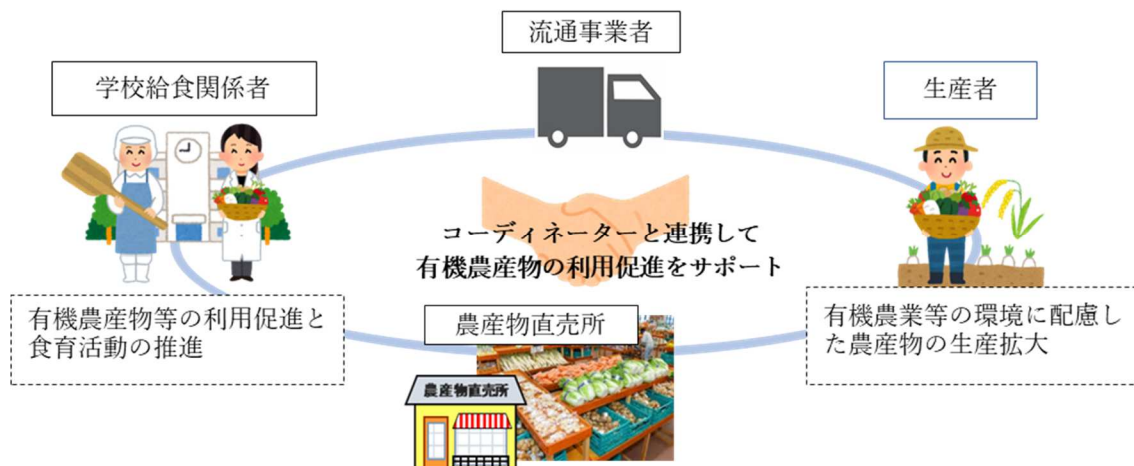 流通事業者
学校給食関係者
生産者
コーディネーターと連携して
有機農産物の利用促進をサポート
有機農産物等の利用促進と
食育活動の推進
有機農業等の環境に配慮し
た農産物の生産拡大
農産物直売所
農産物直売所